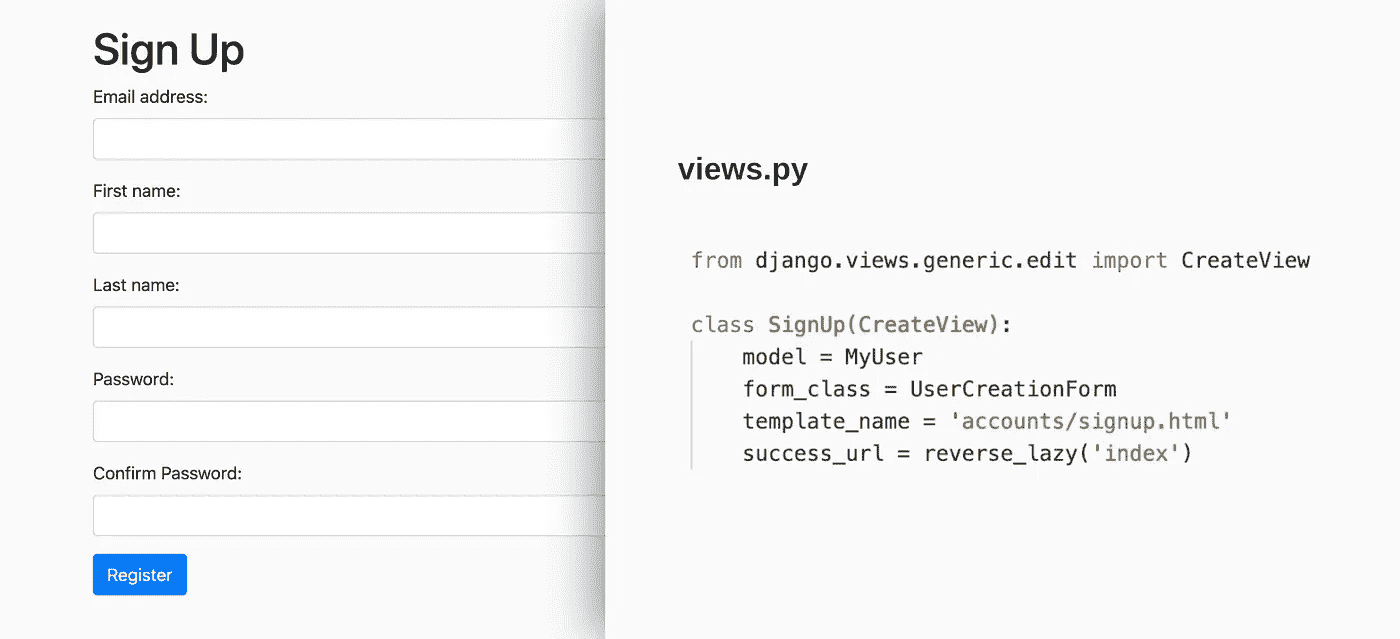 Sign Up
Email address:
First name:
Last name:
Password:
Confirm Password:
Register
views.py
from django.views.generic.edit import CreateView
class SignUp(CreateView):
    model = MyUser
    form_class = UserCreationForm
    template_name = 'accounts/signup.html'
    success_url = reverse_lazy('index')